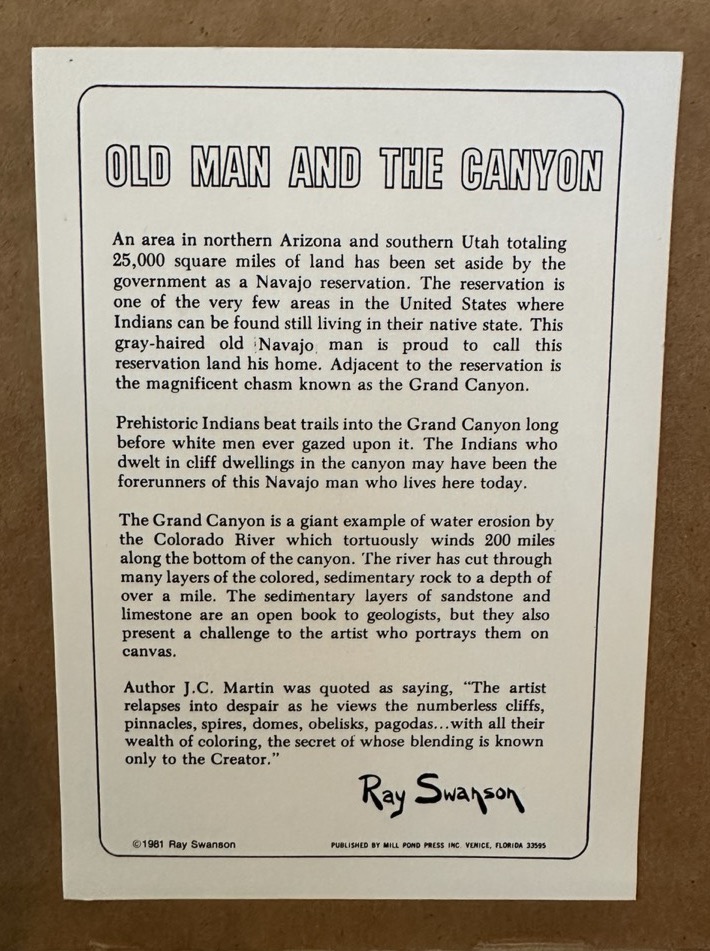 OLD MAN AND THE CANYON
An area in northern Arizona and southern Utah totaling
25,000 square miles of land has been set aside by the
government as a Navajo reservation. The reservation is
one of the very few areas in the United States where
Indians can be found still living in their native state. This
gray-haired old Navajo man is proud to call this
reservation land his home. Adjacent to the reservation is
the magnificent chasm known as the Grand Canyon.
Prehistoric Indians beat trails into the Grand Canyon long
before white men ever gazed upon it. The Indians who
dwelt in cliff dwellings in the canyon may have been the
forerunners of this Navajo man who lives here today.
The Grand Canyon is a giant example of water erosion by
the Colorado River which tortuously winds 200 miles
along the bottom of the canyon. The river has cut through
many layers of the colored, sedimentary rock to a depth of
over a mile. The sedimentary layers of sandstone and
limestone are an open book to geologists, but they also
present a challenge to the artist who portrays them on
canvas.
Author J.C. Martin was quoted as saying, “The artist
relapses into despair as he views the numberless cliffs,
pinnacles, spires, domes, obelisks, pagodas...with all their
wealth of coloring, the secret of whose blending is known
only to the Creator.”
Ray Swanson
©1981 Ray Swanson PUBLISHED BY MILL POND PRESS INC. VENICE, FLORIDA 33595